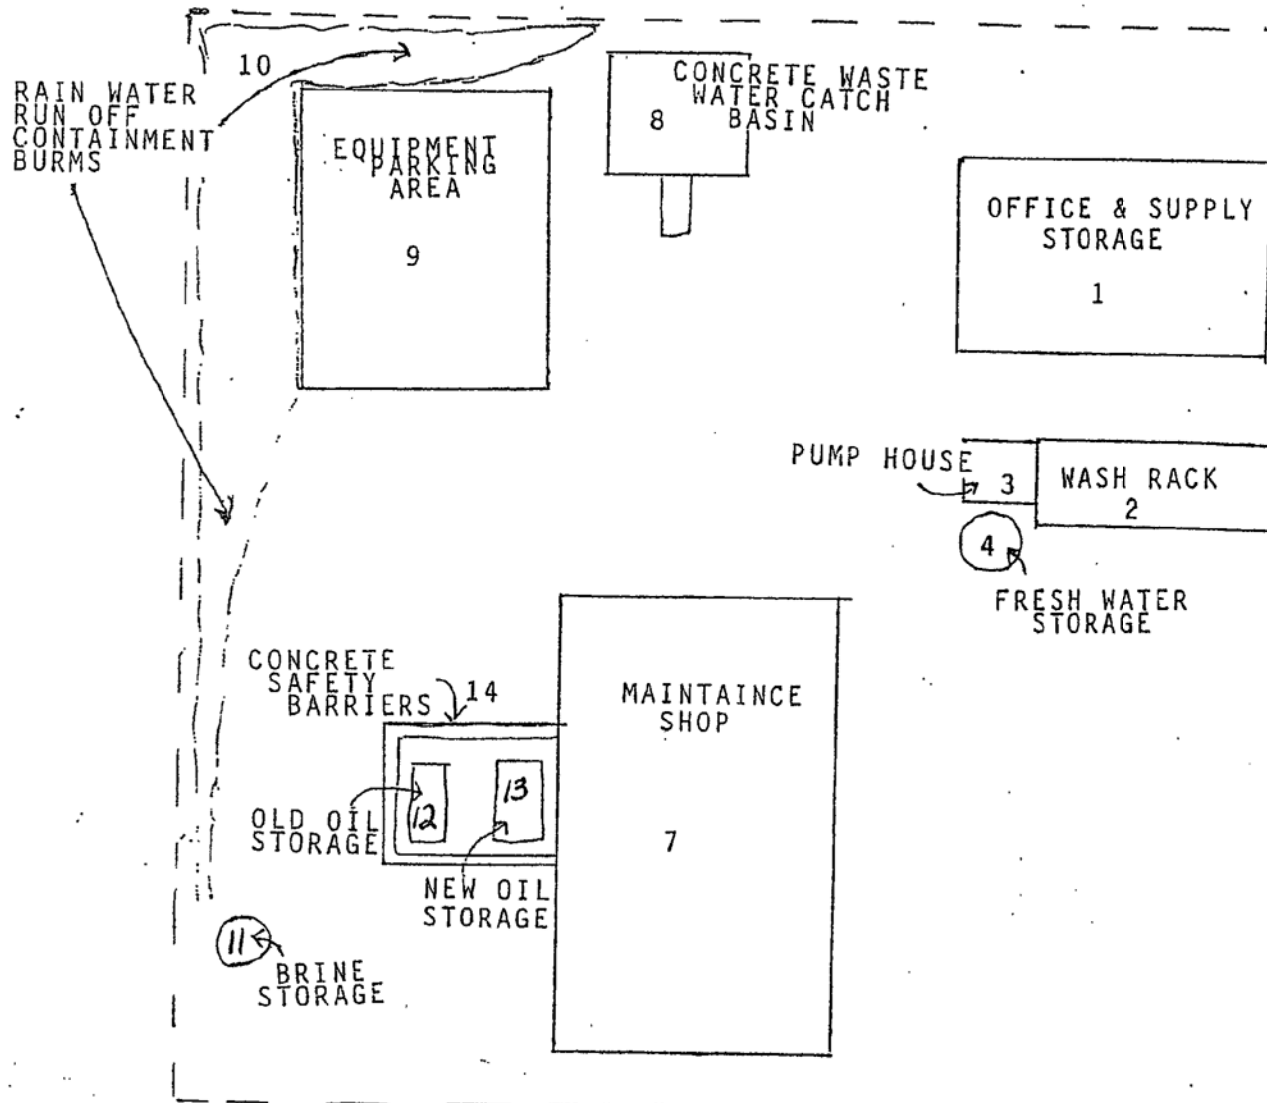 10
RAIN WATER
RUN OFF
CONTAINMENT
BURMS
EQUIPMENT
PARKING
AREA
9
8
CONCRETE WASTE
WATER CATCH
BASIN
OFFICE & SUPPLY
STORAGE
1
PUMP HOUSE
3
WASH RACK
2
4
FRESH WATER
STORAGE
CONCRETE
SAFETY
BARRIERS
14
MAINTAINCE
SHOP
7
12
13
OLD OIL
STORAGE
NEW OIL
STORAGE
11
BRINE
STORAGE